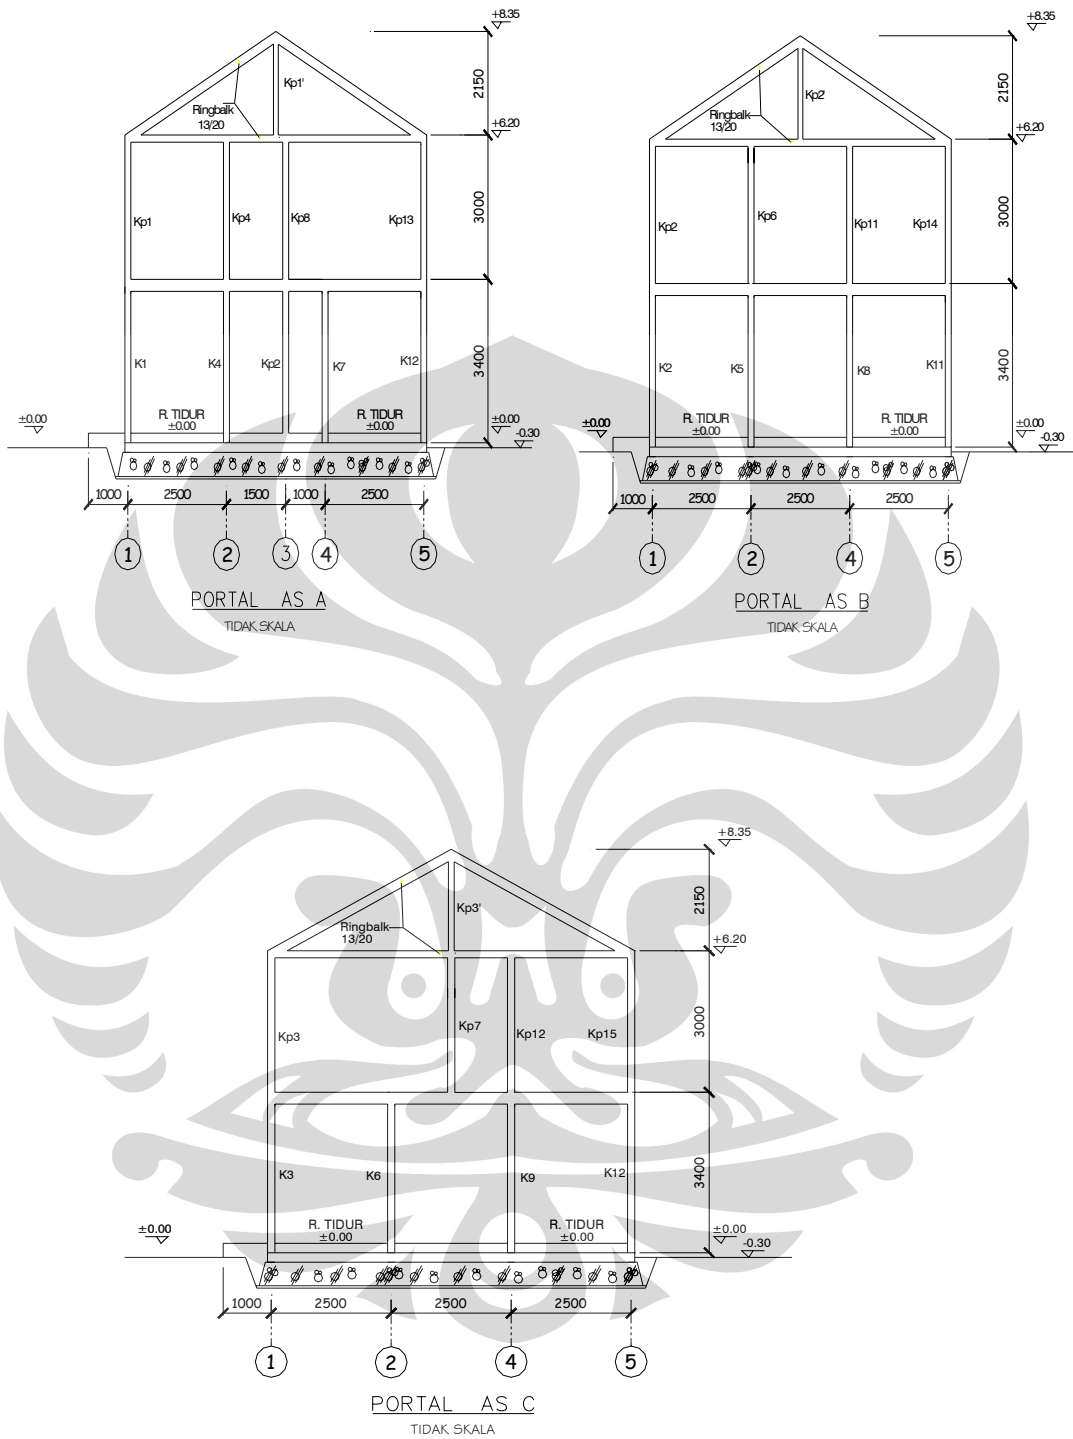 +8.35
2150
Kp1'
Ringbalk
13/20
+6.20
3000
Kp1
Kp4
Kp8
Kp13
3400
K1
K4
Kp2
K7
K12
R. TIDUR
±0.00
R. TIDUR
±0.00
±0.00
±0.00
-0.30
1000
2500
1500
1000
2500
1
2
3
4
5
PORTAL AS A
TIDAK SKALA
+8.35
2150
Kp2'
Ringbalk
13/20
+6.20
3000
Kp2
Kp6
Kp11
Kp14
3400
K2
K5
K8
K11
R. TIDUR
±0.00
R. TIDUR
±0.00
±0.00
±0.00
-0.30
1000
2500
2500
2500
1
2
4
5
PORTAL AS B
TIDAK SKALA
+8.35
2150
Kp3'
Ringbalk
13/20
+6.20
3000
Kp3
Kp7
Kp12
Kp15
3400
K3
K6
K9
K12
R. TIDUR
±0.00
R. TIDUR
±0.00
±0.00
±0.00
-0.30
1000
2500
2500
2500
1
2
4
5
PORTAL AS C
TIDAK SKALA